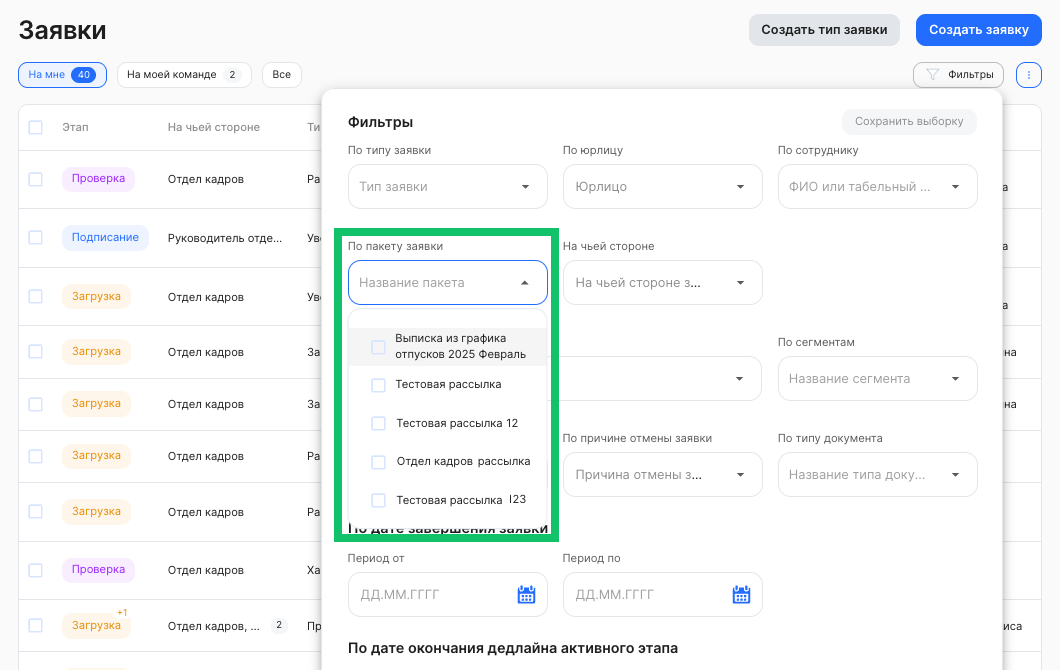 Заявки
Создать тип заявки
Создать заявку
На мне 40
На моей команде 2
Все
Фильтры
Этап
На чьей стороне
Ти
Проверка
Отдел кадров
Ра
а
Подписание
Руководитель отде...
Ув
а
Загрузка
Отдел кадров
Ув
а
Загрузка
Отдел кадров
За
на
Загрузка
Отдел кадров
За
на
Загрузка
Отдел кадров
Ра
Загрузка
Отдел кадров
Ра
Проверка
Отдел кадров
Ха
+1
Загрузка
Отдел кадров, ... 2
Пр
иса
Фильтры
Сохранить выборку
По типу заявки
По юрлицу
По сотруднику
Тип заявки
Юрлицо
ФИО или табельный ...
По пакету заявки
На чьей стороне
Название пакета
На чьей стороне з...
Выписка из графика
отпусков 2025 Февраль
Тестовая рассылка
Тестовая рассылка 12
Отдел кадров рассылка
Тестовая рассылка 123
По сегментам
Название сегмента
По причине отмены заявки
По типу документа
Причина отмены з...
Название типа доку...
По дате завершения заявки
Период от
Период по
ДД.ММ.ГГГГ
ДД.ММ.ГГГГ
По дате окончания дедлайна активного этапа